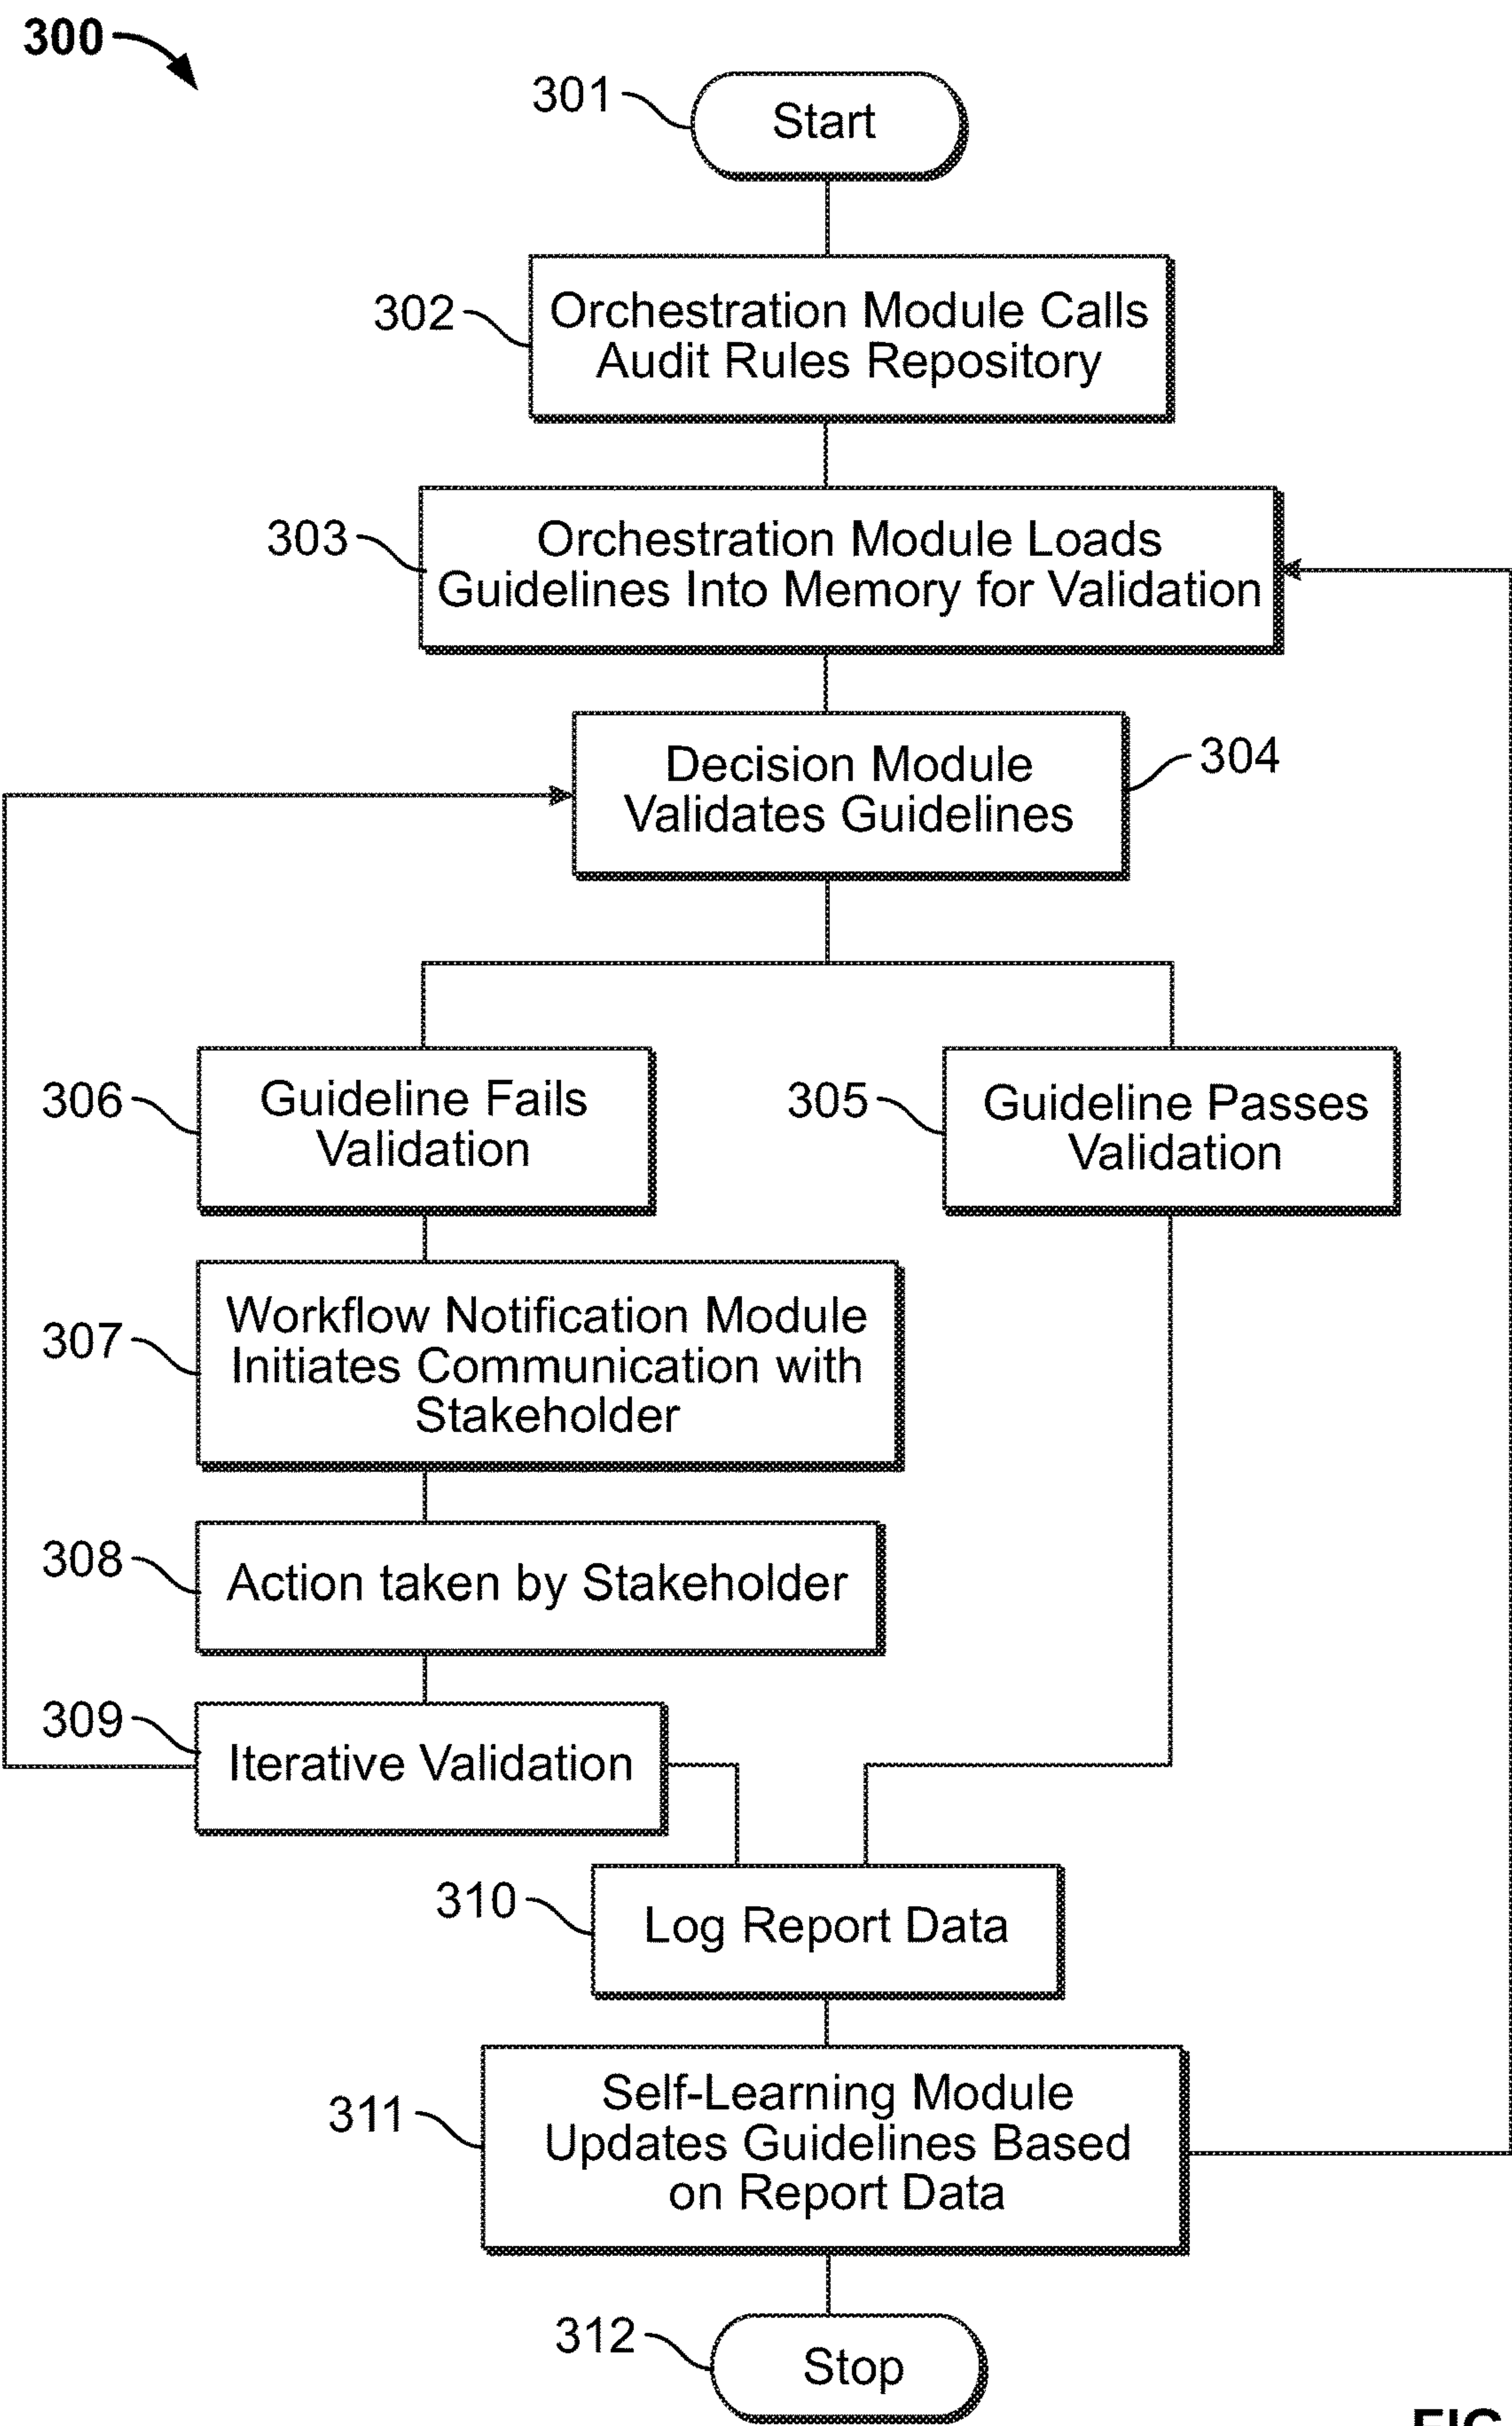 300
301
Start
302
Orchestration Module Calls
Audit Rules Repository
303
Orchestration Module Loads
Guidelines Into Memory for Validation
Decision Module
Validates Guidelines
304
306
Guideline Fails
Validation
305
Guideline Passes
Validation
307
Workflow Notification Module
Initiates Communication with
Stakeholder
308
Action taken by Stakeholder
309
Iterative Validation
310
Log Report Data
311
Self-Learning Module
Updates Guidelines Based
on Report Data
312
Stop